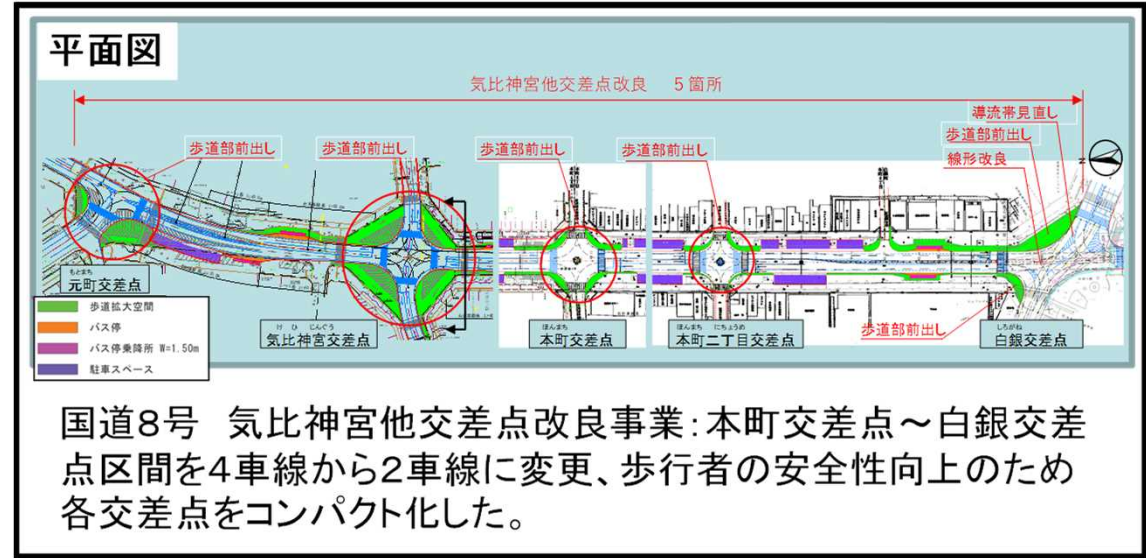 平面図
気比神宮他交差点改良 5箇所
導流帯見直し
歩道部前出し
歩道部前出し
歩道部前出し
歩道部前出し
歩道部前出し
線形改良
N
もとまち
元町交差点
歩道拡大空間
バス停
バス停乗降所 W=1.50m
駐車スペース
けひじんぐう
気比神宮交差点
ほんまち
本町交差点
ほんまち にちょうめ
本町二丁目交差点
歩道部前出し
しろがね
白銀交差点
国道8号 気比神宮他交差点改良事業:本町交差点~白銀交差
点区間を4車線から2車線に変更、歩行者の安全性向上のため
各交差点をコンパクト化した。